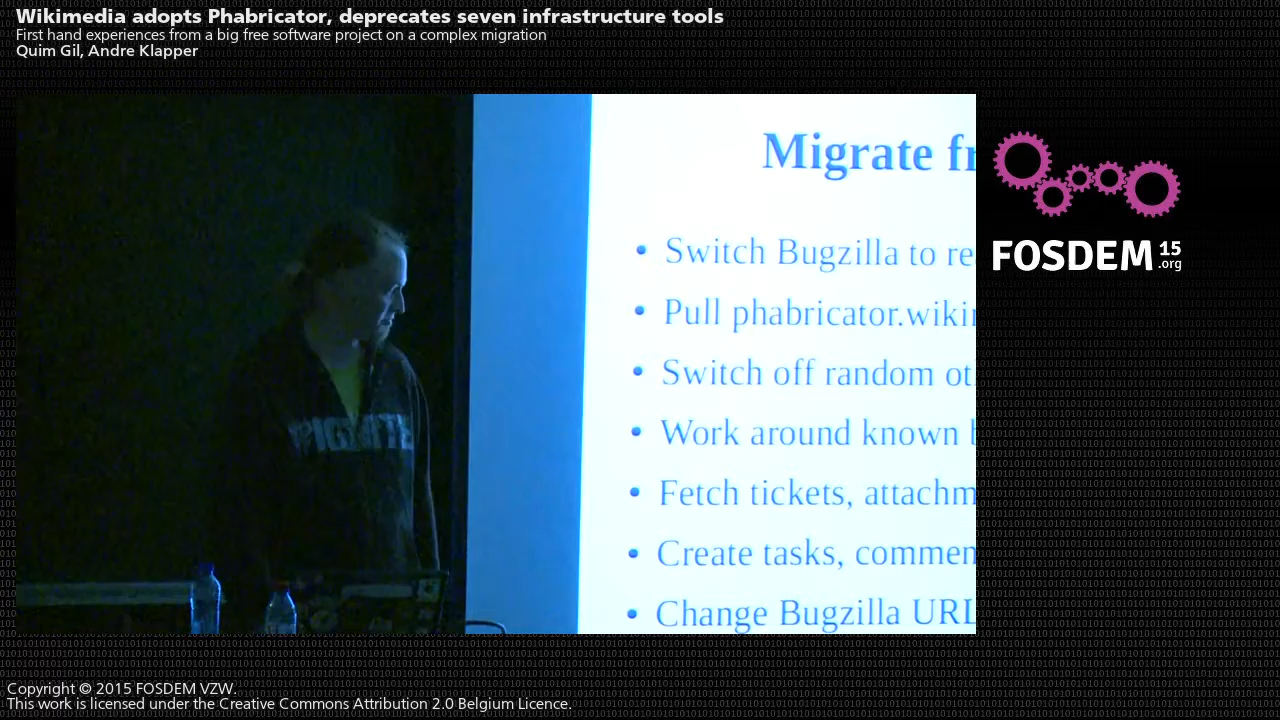 Wikimedia adopts Phabricator, deprecates seven infrastructure tools
First hand experiences from a big free software project on a complex migration
Quim Gil, Andre Klapper
Migrate fr
• Switch Bugzilla to re
• Pull phabricator.wikin
• Switch off random ot
• Work around known b
• Fetch tickets, attachm
• Create tasks, commen
• Change Bugzilla URL
FOSDEM 15
.org
Copyright © 2015 FOSDEM VZW.
This work is licensed under the Creative Commons Attribution 2.0 Belgium Licence.